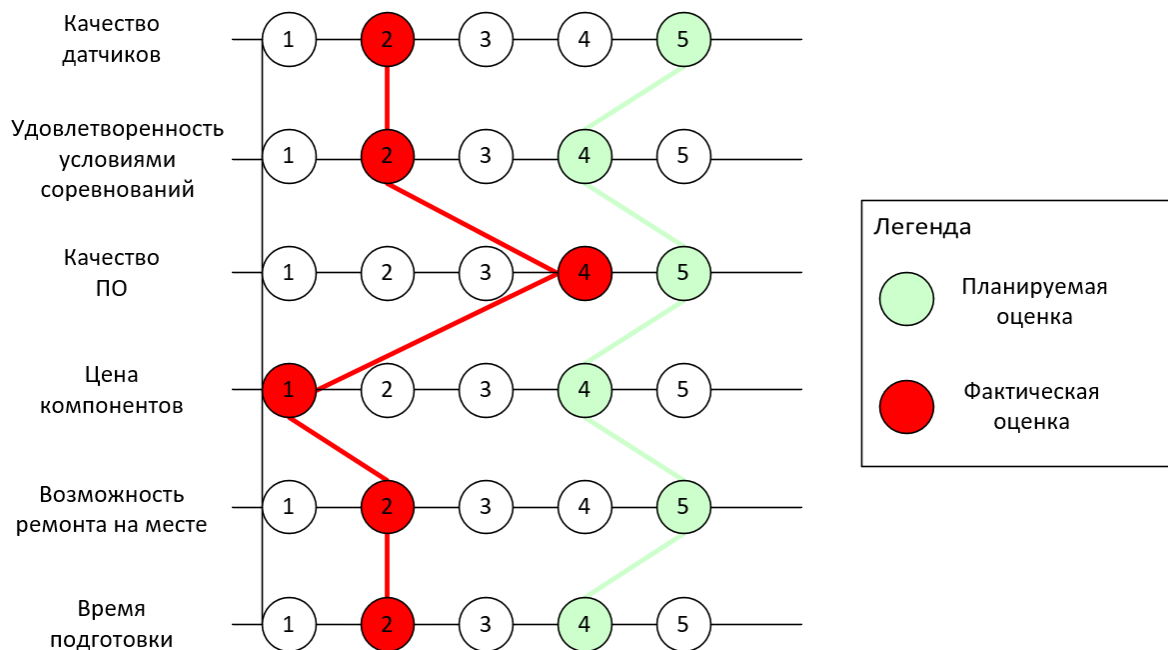 Качество
датчиков
1 2 3 4 5
Удовлетворенность
условиями
соревнований
1 2 3 4 5
Качество
ПО
1 2 3 4 5
Цена
компонентов
1 2 3 4 5
Возможность
ремонта на месте
1 2 3 4 5
Время
подготовки
1 2 3 4 5
Легенда
Планируемая
оценка
Фактическая
оценка